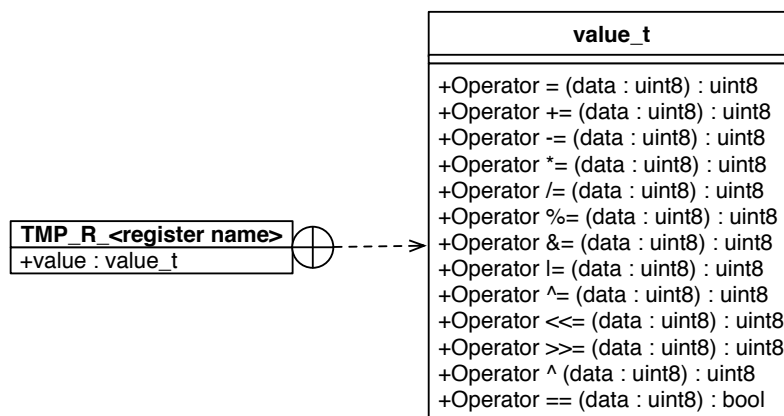 value_t
+Operator = (data : uint8) : uint8
+Operator += (data : uint8) : uint8
+Operator -= (data : uint8) : uint8
+Operator *= (data : uint8) : uint8
+Operator /= (data : uint8) : uint8
+Operator %= (data : uint8) : uint8
+Operator &= (data : uint8) : uint8
+Operator |= (data : uint8) : uint8
+Operator ^= (data : uint8) : uint8
+Operator <<= (data : uint8) : uint8
+Operator >>= (data : uint8) : uint8
+Operator ^ (data : uint8) : uint8
+Operator == (data : uint8) : bool
TMP_R_<register name>
+value : value_t